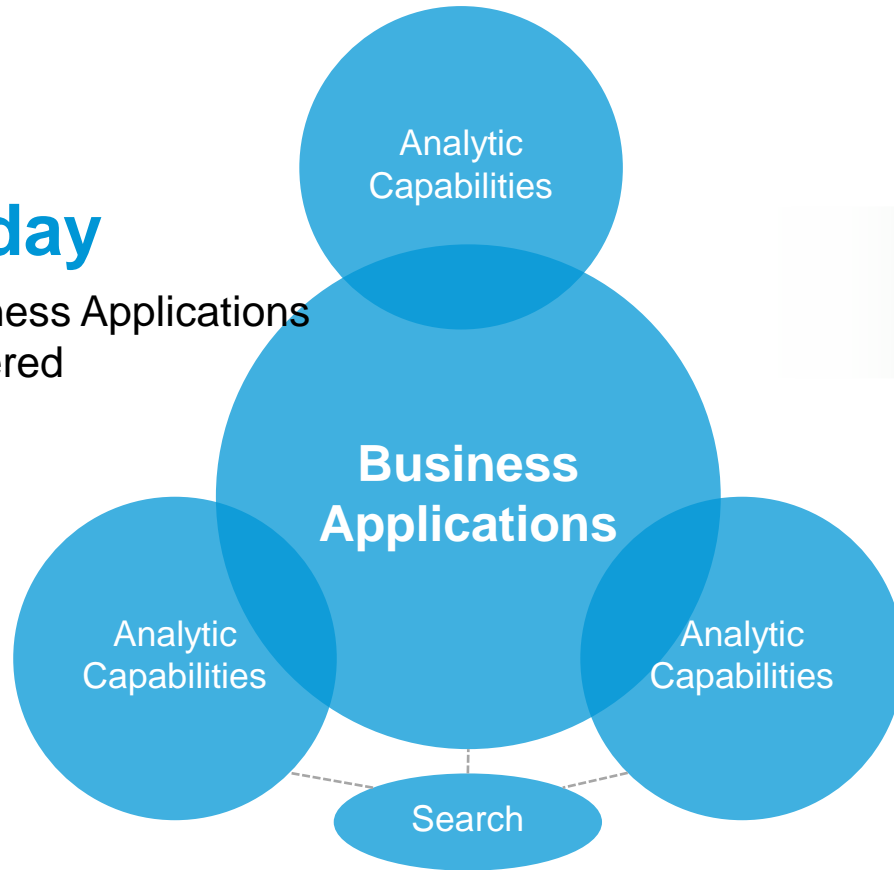 Analytic
Capabilities
day
ness Applications
ered
Business
Applications
Analytic
Capabilities
Analytic
Capabilities
Search